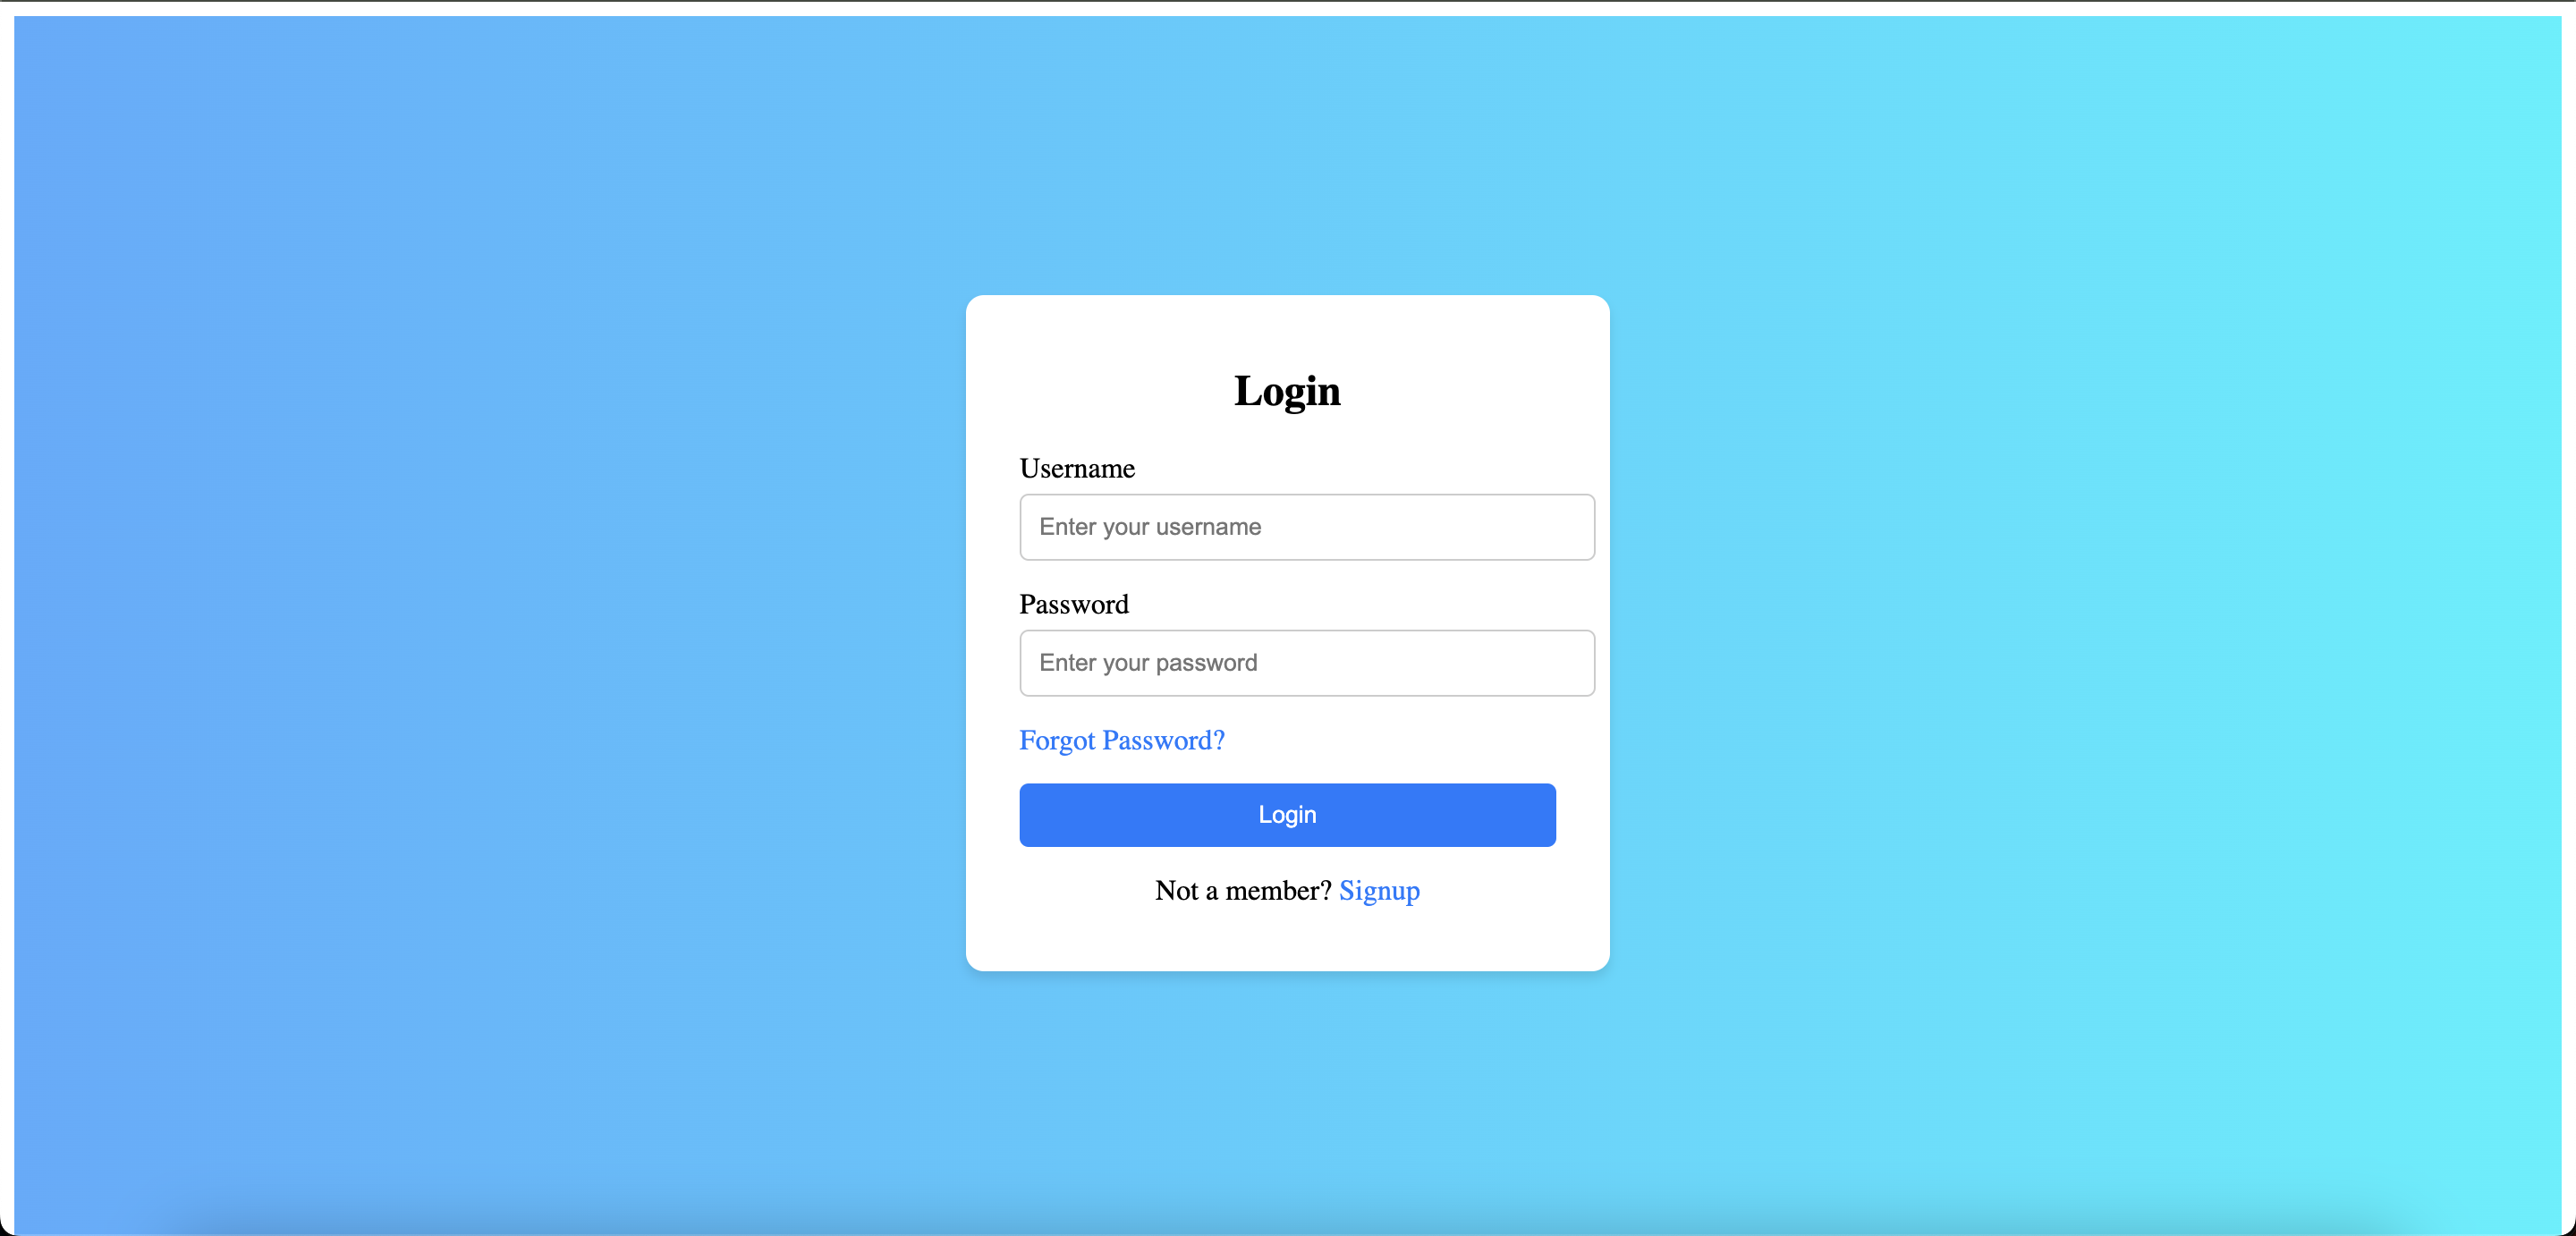 Login
Username
Enter your username
Password
Enter your password
Forgot Password?
Login
Not a member? Signup